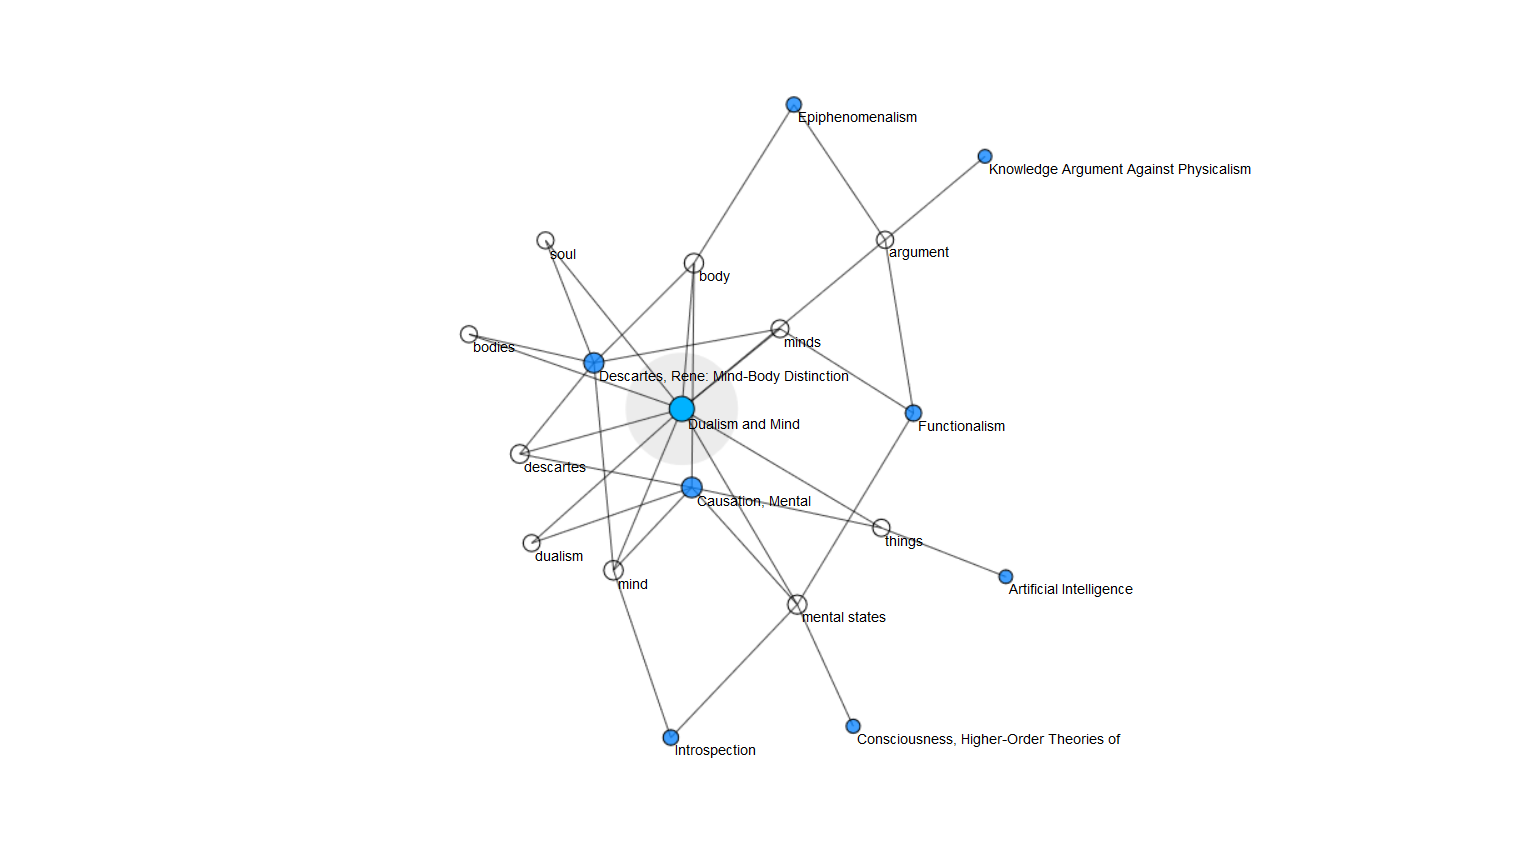 Epiphenomenalism
Knowledge Argument Against Physicalism
soul
argument
body
minds
bodies
Descartes, Rene: Mind-Body Distinction
Dualism and Mind
Functionalism
descartes
Causation, Mental
things
dualism
mind
Artificial Intelligence
mental states
Consciousness, Higher-Order Theories of
Introspection